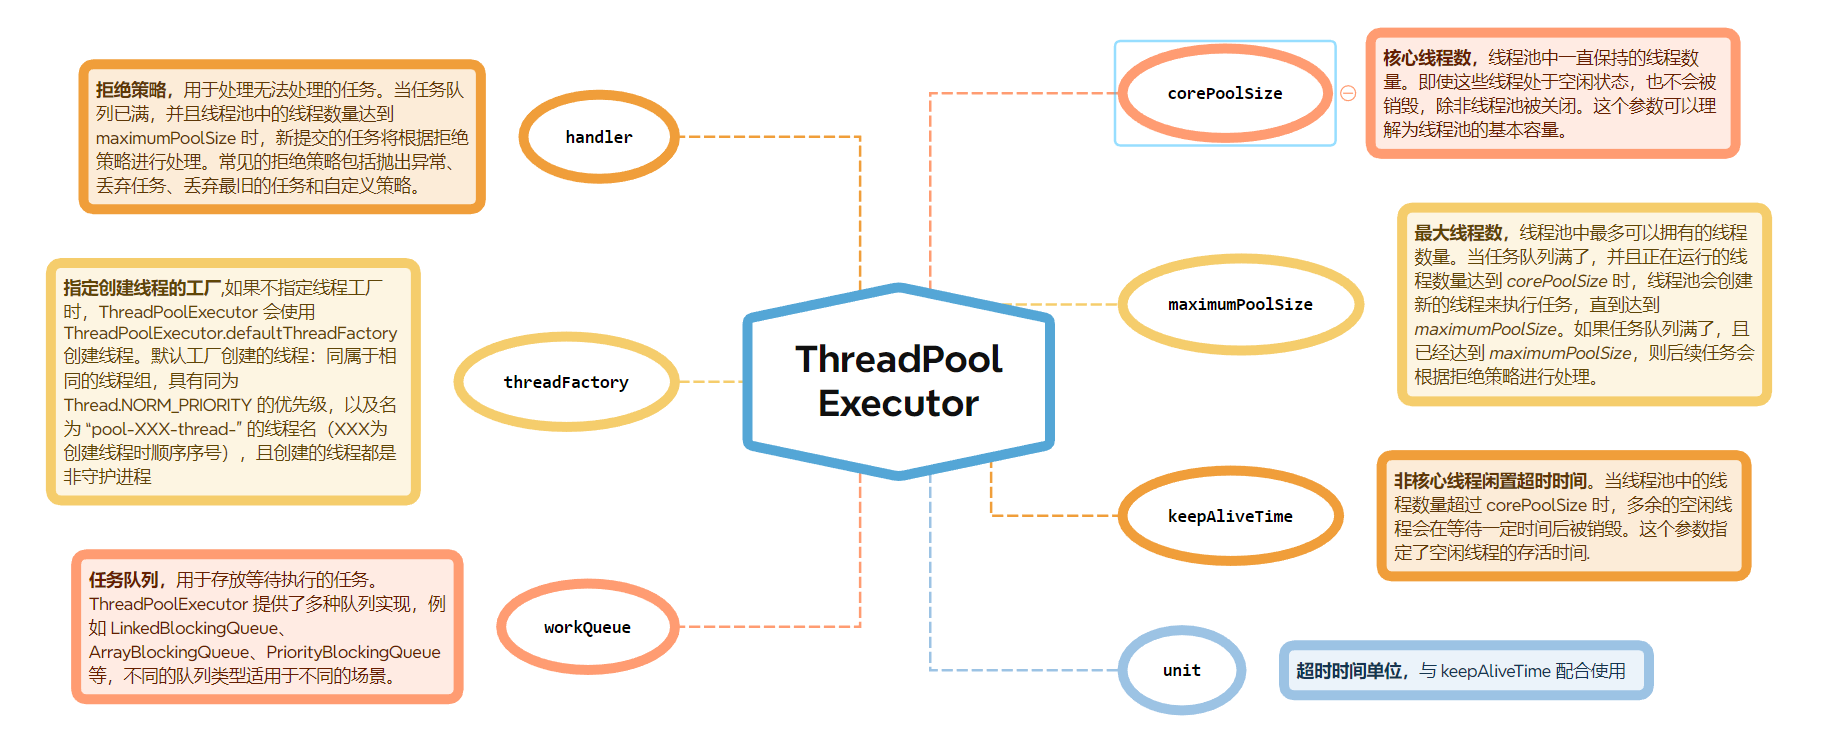 拒绝策略，用于处理无法处理的任务。当任务队
列已满，并且线程池中的线程数量达到
maximumPoolSize 时，新提交的任务将根据拒绝
策略进行处理。常见的拒绝策略包括抛出异常、
丢弃任务、丢弃最旧的任务和自定义策略。
handler
指定创建线程的工厂,如果不指定线程工厂
时，ThreadPoolExecutor 会使用
ThreadPoolExecutor.defaultThreadFactory
创建线程。默认工厂创建的线程：同属于相
同的线程组，具有同为
Thread.NORM_PRIORITY 的优先级，以及名
为 “pool-XXX-thread-” 的线程名（XXX为
创建线程时顺序序号），且创建的线程都是
非守护进程
threadFactory
任务队列，用于存放等待执行的任务。
ThreadPoolExecutor 提供了多种队列实现，例
如 LinkedBlockingQueue、
ArrayBlockingQueue、PriorityBlockingQueue
等，不同的队列类型适用于不同的场景。
workQueue
ThreadPool
Executor
corePoolSize
核心线程数，线程池中一直保持的线程数
量。即使这些线程处于空闲状态，也不会被
销毁，除非线程池被关闭。这个参数可以理
解为线程池的基本容量。
maximumPoolSize
最大线程数，线程池中最多可以拥有的线程
数量。当任务队列满了，并且正在运行的线
程数量达到 corePoolSize 时，线程池会创建
新的线程来执行任务，直到达到
maximumPoolSize。如果任务队列满了，且
已经达到 maximumPoolSize，则后续任务会
根据拒绝策略进行处理。
keepAliveTime
非核心线程闲置超时时间。当线程池中的线
程数量超过 corePoolSize 时，多余的空闲线
程会在等待一定时间后被销毁。这个参数指
定了空闲线程的存活时间.
unit
超时时间单位，与 keepAliveTime 配合使用